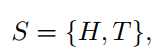 S = {H, T},